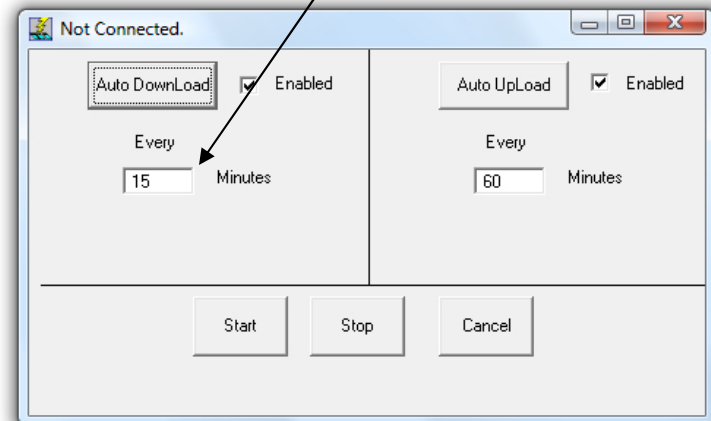 Not Connected.
Auto DownLoad Enabled
Every
15 Minutes
Auto UpLoad Enabled
Every
60 Minutes
Start Stop Cancel